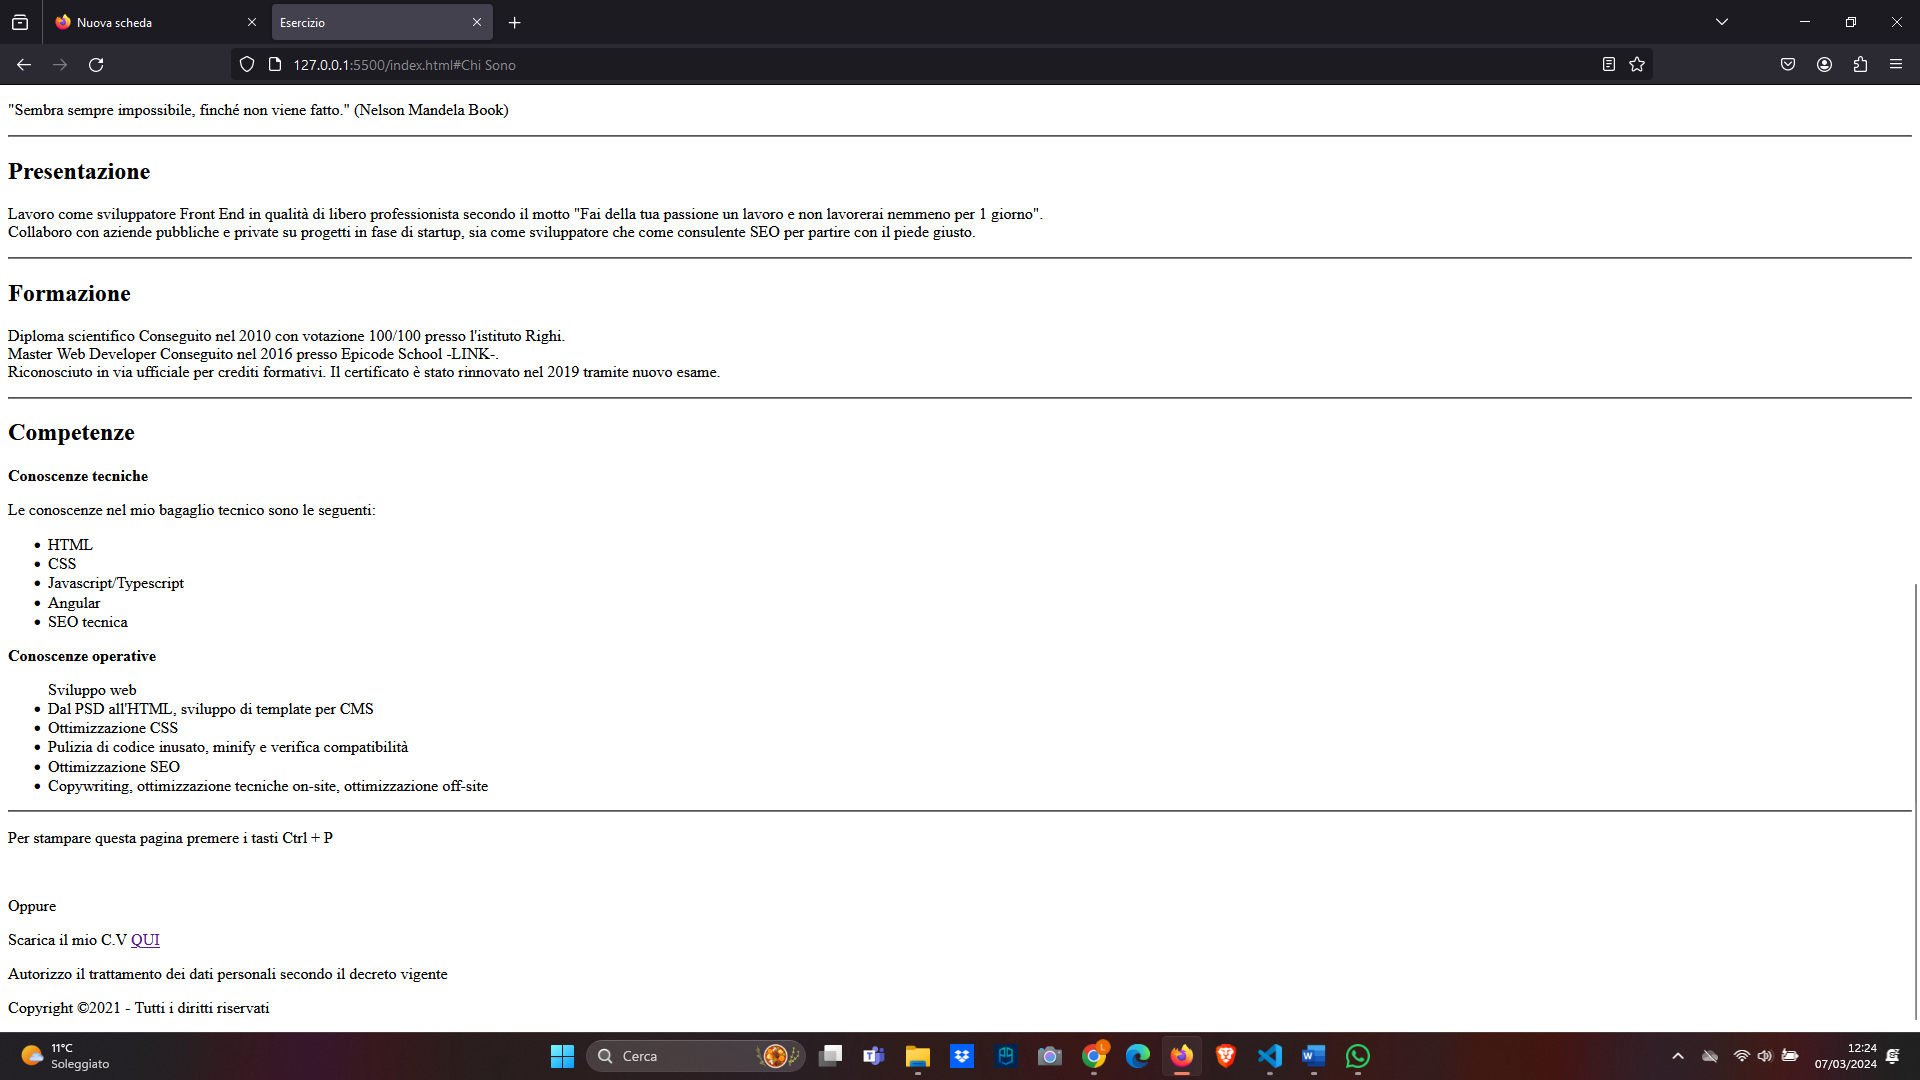 Nuova scheda
Esercizio
127.0.0.1:5500/index.html#Chi Sono
"Sembra sempre impossibile, finché non viene fatto." (Nelson Mandela Book)
Presentazione
Lavoro come sviluppatore Front End in qualità di libero professionista secondo il motto "Fai della tua passione un lavoro e non lavorerai nemmeno per 1 giorno".
Collaboro con aziende pubbliche e private su progetti in fase di startup, sia come sviluppatore che come consulente SEO per partire con il piede giusto.
Formazione
Diploma scientifico Conseguito nel 2010 con votazione 100/100 presso l'istituto Righi.
Master Web Developer Conseguito nel 2016 presso Epicode School -LINK-.
Riconosciuto in via ufficiale per crediti formativi. Il certificato è stato rinnovato nel 2019 tramite nuovo esame.
Competenze
Conoscenze tecniche
Le conoscenze nel mio bagaglio tecnico sono le seguenti:
• HTML
• CSS
• Javascript/Typescript
• Angular
• SEO tecnica
Conoscenze operative
Sviluppo web
• Dal PSD all'HTML, sviluppo di template per CMS
• Ottimizzazione CSS
• Pulizia di codice inusato, minify e verifica compatibilità
• Ottimizzazione SEO
• Copywriting, ottimizzazione tecniche on-site, ottimizzazione off-site
Per stampare questa pagina premere i tasti Ctrl + P
Oppure
Scarica il mio C.V QUI
Autorizzo il trattamento dei dati personali secondo il decreto vigente
Copyright ©2021 - Tutti i diritti riservati
11°C
Soleggiato
Cerca
L
12:24
07/03/2024